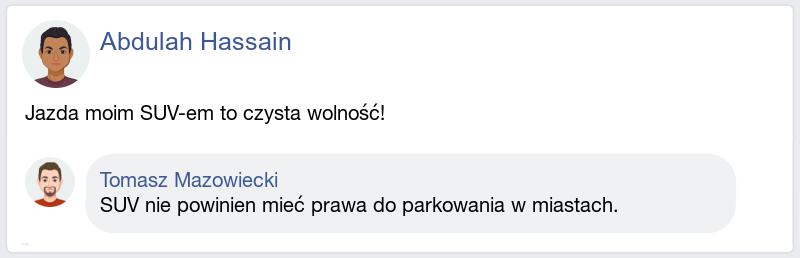 Abdulah Hassain
Jazda moim SUV-em to czysta wolność!
Tomasz Mazowiecki
SUV nie powinien mieć prawa do parkowania w miastach.